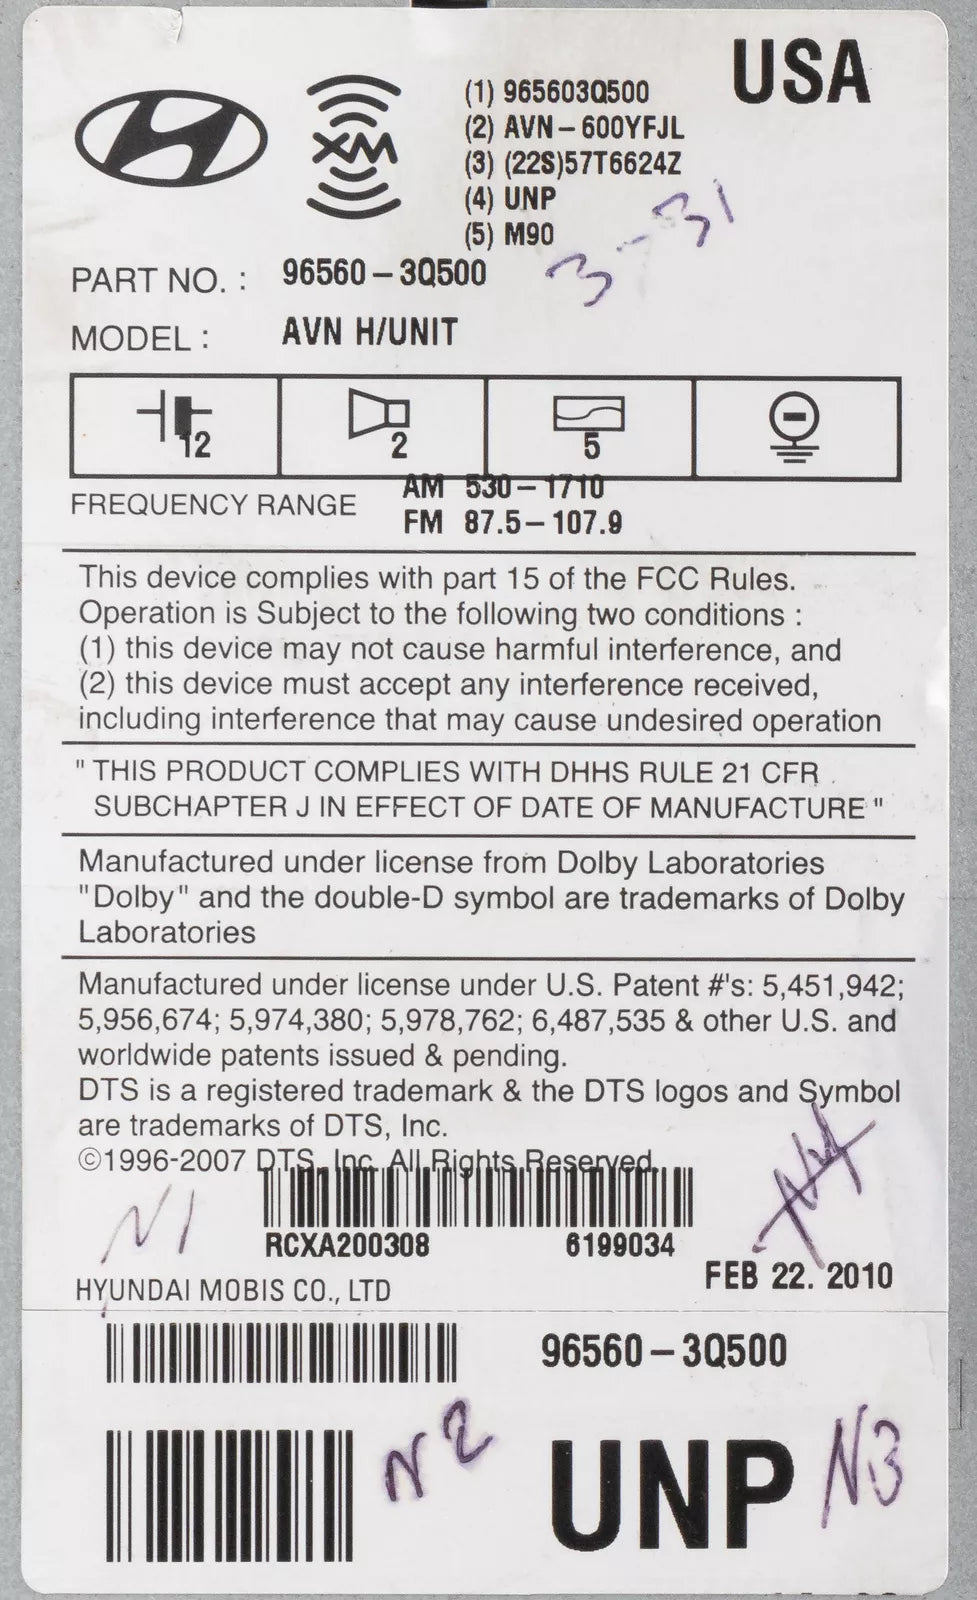 USA
XM
(1) 965603Q500
(2) AVN-600YFJL
(3) (22S)57T6624Z
(4) UNP
(5) M90
3-31
PART NO. : 96560-3Q500
MODEL : AVN H/UNIT
12 2 5
FREQUENCY RANGE AM 530-1710
FM 87.5-107.9
This device complies with part 15 of the FCC Rules.
Operation is Subject to the following two conditions :
(1) this device may not cause harmful interference, and
(2) this device must accept any interference received,
including interference that may cause undesired operation
" THIS PRODUCT COMPLIES WITH DHHS RULE 21 CFR
SUBCHAPTER J IN EFFECT OF DATE OF MANUFACTURE "
Manufactured under license from Dolby Laboratories
"Dolby" and the double-D symbol are trademarks of Dolby
Laboratories
Manufactured under license under U.S. Patent #'s: 5,451,942;
5,956,674; 5,974,380; 5,978,762; 6,487,535 & other U.S. and
worldwide patents issued & pending.
DTS is a registered trademark & the DTS logos and Symbol
are trademarks of DTS, Inc.
©1996-2007 DTS, Inc. All Rights Reserved.
N1
RCXA200308 6199034
FEB 22. 2010
HYUNDAI MOBIS CO., LTD
96560-3Q500
N2
UNP
N3